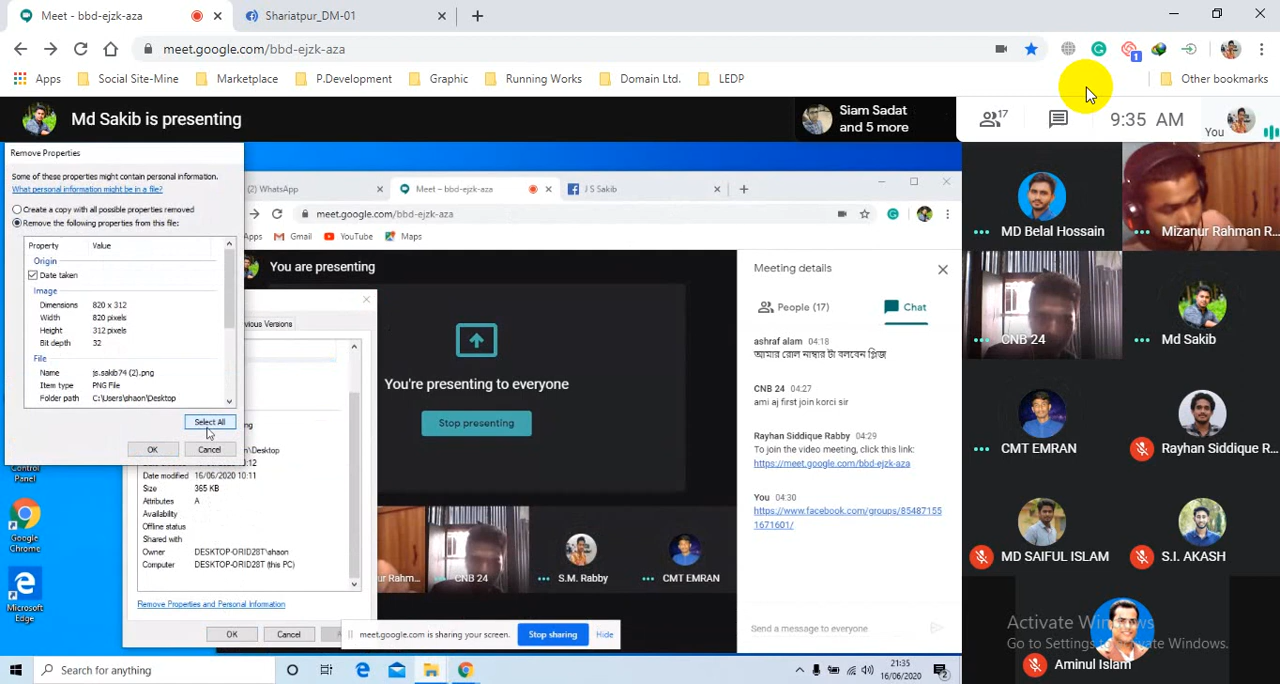 Meet - bbd-ejzk-aza
Shariatpur_DM-01
meet.google.com/bbd-ejzk-aza
1
Apps
Social Site-Mine
Marketplace
P.Development
Graphic
Running Works
Domain Ltd.
LEDP
Other bookmarks
Md Sakib is presenting
Siam Sadat
and 5 more
17
9:35 AM
You
Remove Properties
Some of these properties might contain personal information.
What personal information might be in a file?
Create a copy with all possible properties removed
Remove the following properties from this file:
Property Value
Origin
Date taken
Image
Dimensions 820 x 312
Width 820 pixels
Height 312 pixels
Bit depth 32
File
Name js.sakib74 (2).png
Item type PNG File
Folder path C:\Users\shaon\Desktop
Select All
OK Cancel
(2) WhatsApp
Meet – bbd-ejzk-aza
J S Sakib
meet.google.com/bbd-ejzk-aza
Gmail
YouTube
Maps
You are presenting
You're presenting to everyone
Stop presenting
Meeting details
People (17)
Chat
ashraf alam 04:18
আমার রোল নাম্বার টা বলবেন প্লিজ
CNB 24 04:27
ami aj first join korci sir
Rayhan Siddique Rabby 04:29
To join the video meeting, click this link:
https://meet.google.com/bbd-ejzk-aza
You 04:30
https://www.facebook.com/groups/85487155
1671601/
Send a message to everyone
Date modified 16/06/2020 10:11
Size 365 KB
Attributes A
Availability
Offline status
Shared with
Owner DESKTOP-ORID28T\shaon
Computer DESKTOP-ORID28T (this PC)
Remove Properties and Personal Information
OK Cancel
CNB 24
S.M. Rabby
CMT EMRAN
meet.google.com is sharing your screen.
Stop sharing
Hide
Control
Panel
Google
Chrome
Microsoft
Edge
Search for anything
21:35
16/06/2020
2
MD Belal Hossain
Mizanur Rahman R...
CNB 24
Md Sakib
CMT EMRAN
Rayhan Siddique R...
MD SAIFUL ISLAM
S.I. AKASH
Aminul Islam
Activate Windows
Go to Settings to Activate Windows.